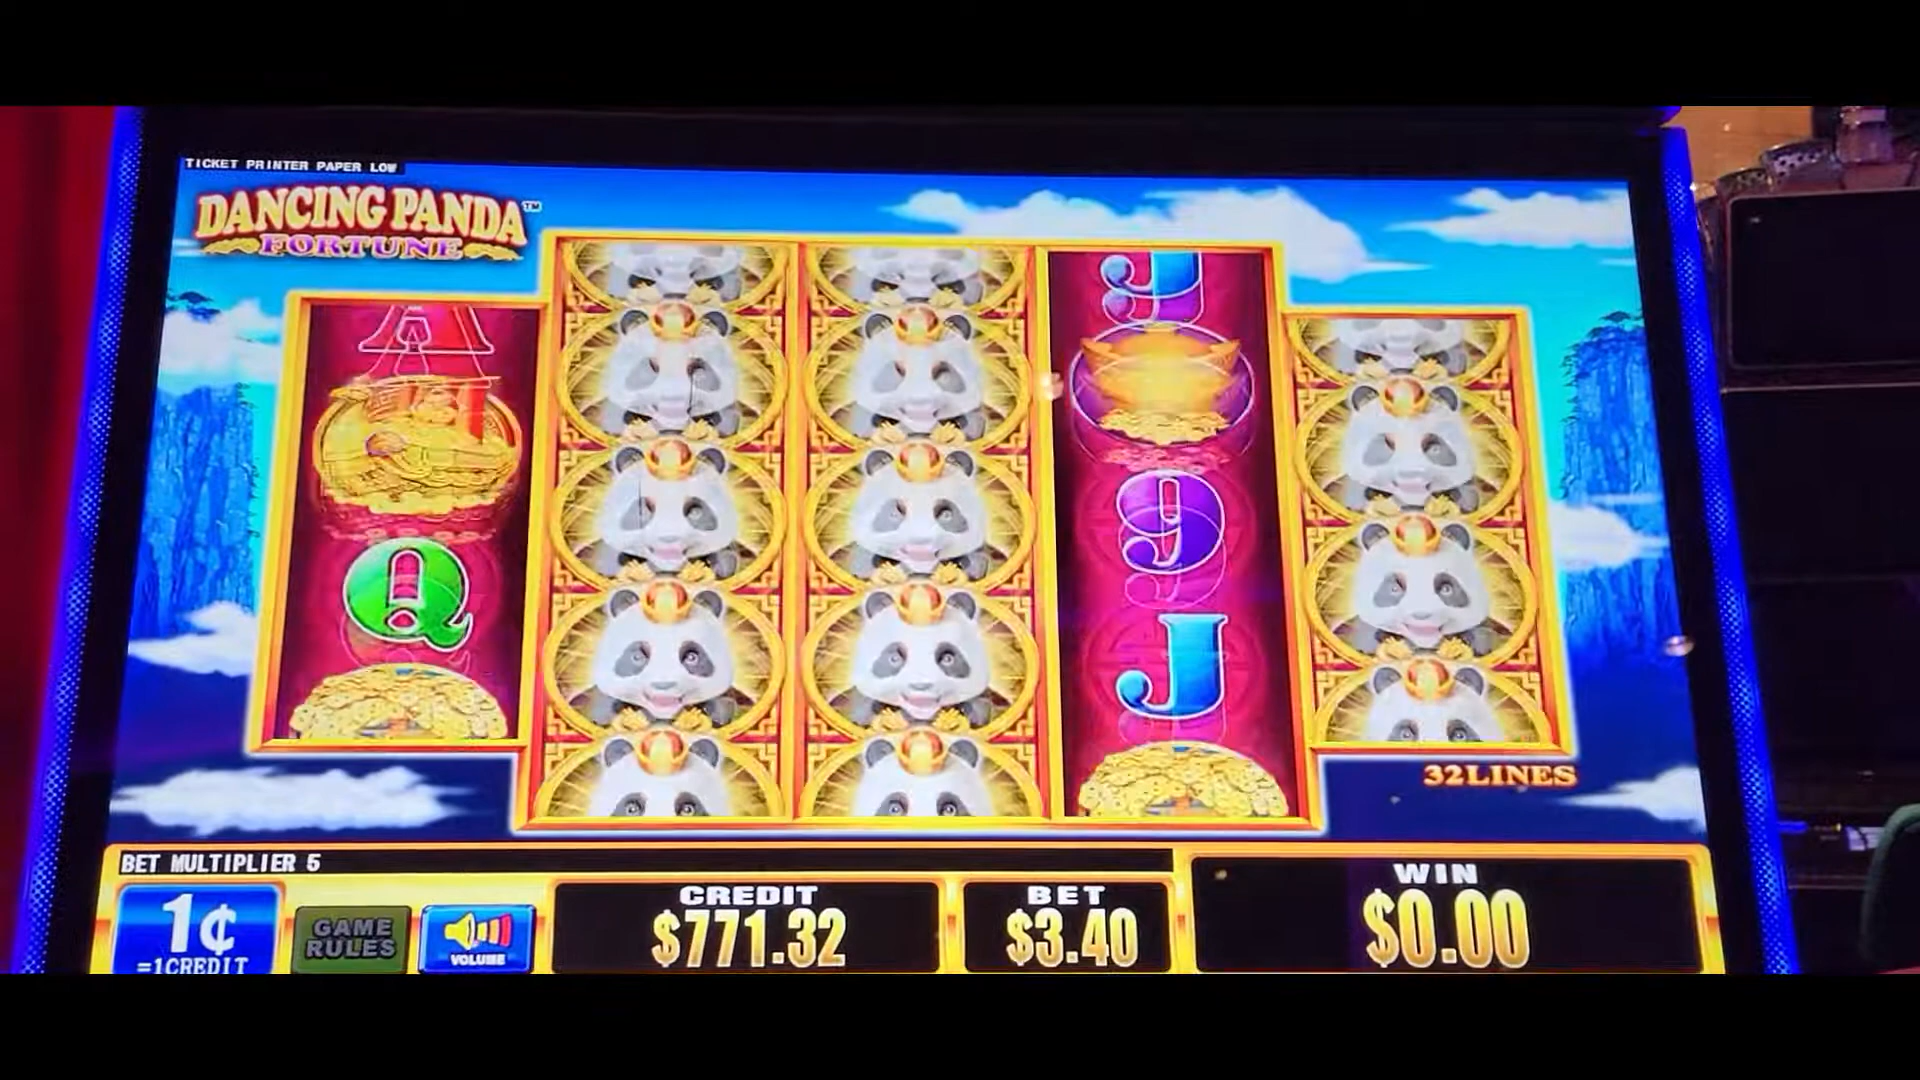 TICKET PRINTER PAPER LOW
DANCING PANDA™
FORTUNE
A
J
Q
9
J
32LINES
BET MULTIPLIER 5
1¢
=1CREDIT
GAME
RULES
VOLUME
CREDIT
$771.32
BET
$3.40
WIN
$0.00